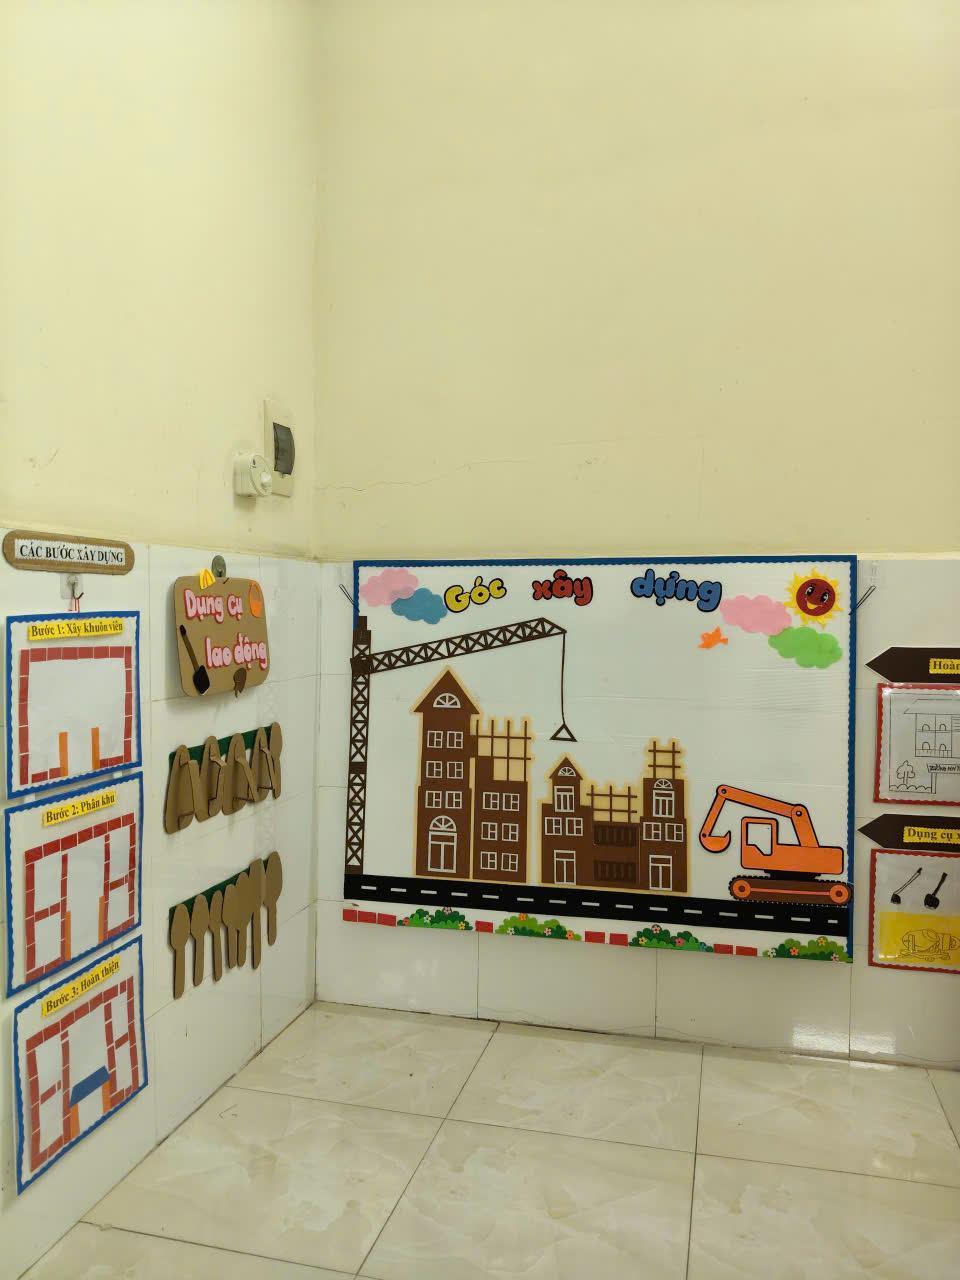 CÁC BƯỚC XÂY DỰNG
Bước 1: Xây khuôn viên
Bước 2: Phân khu
Bước 3: Hoàn thiện
Dụng cụ
lao động
Góc xây dựng
Hoàn
Dụng cụ x